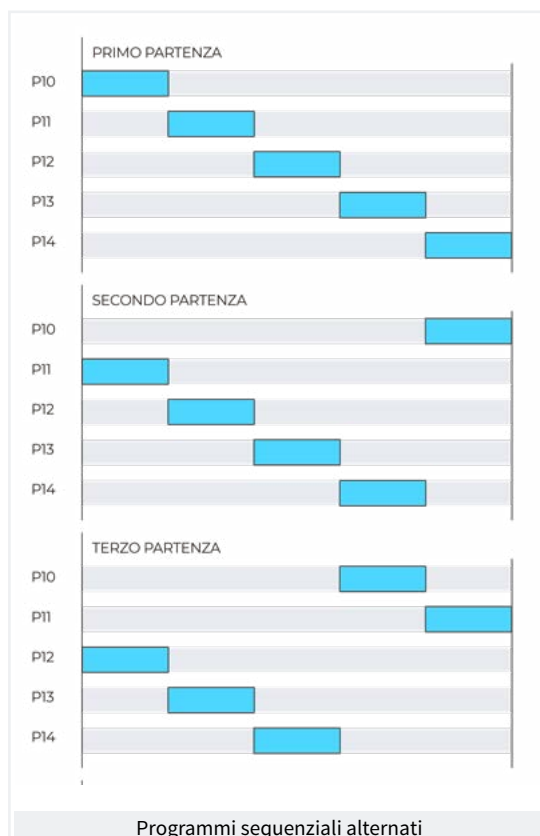 PRIMO PARTENZA
P10
P11
P12
P13
P14
SECONDO PARTENZA
P10
P11
P12
P13
P14
TERZO PARTENZA
P10
P11
P12
P13
P14
Programmi sequenziali alternati